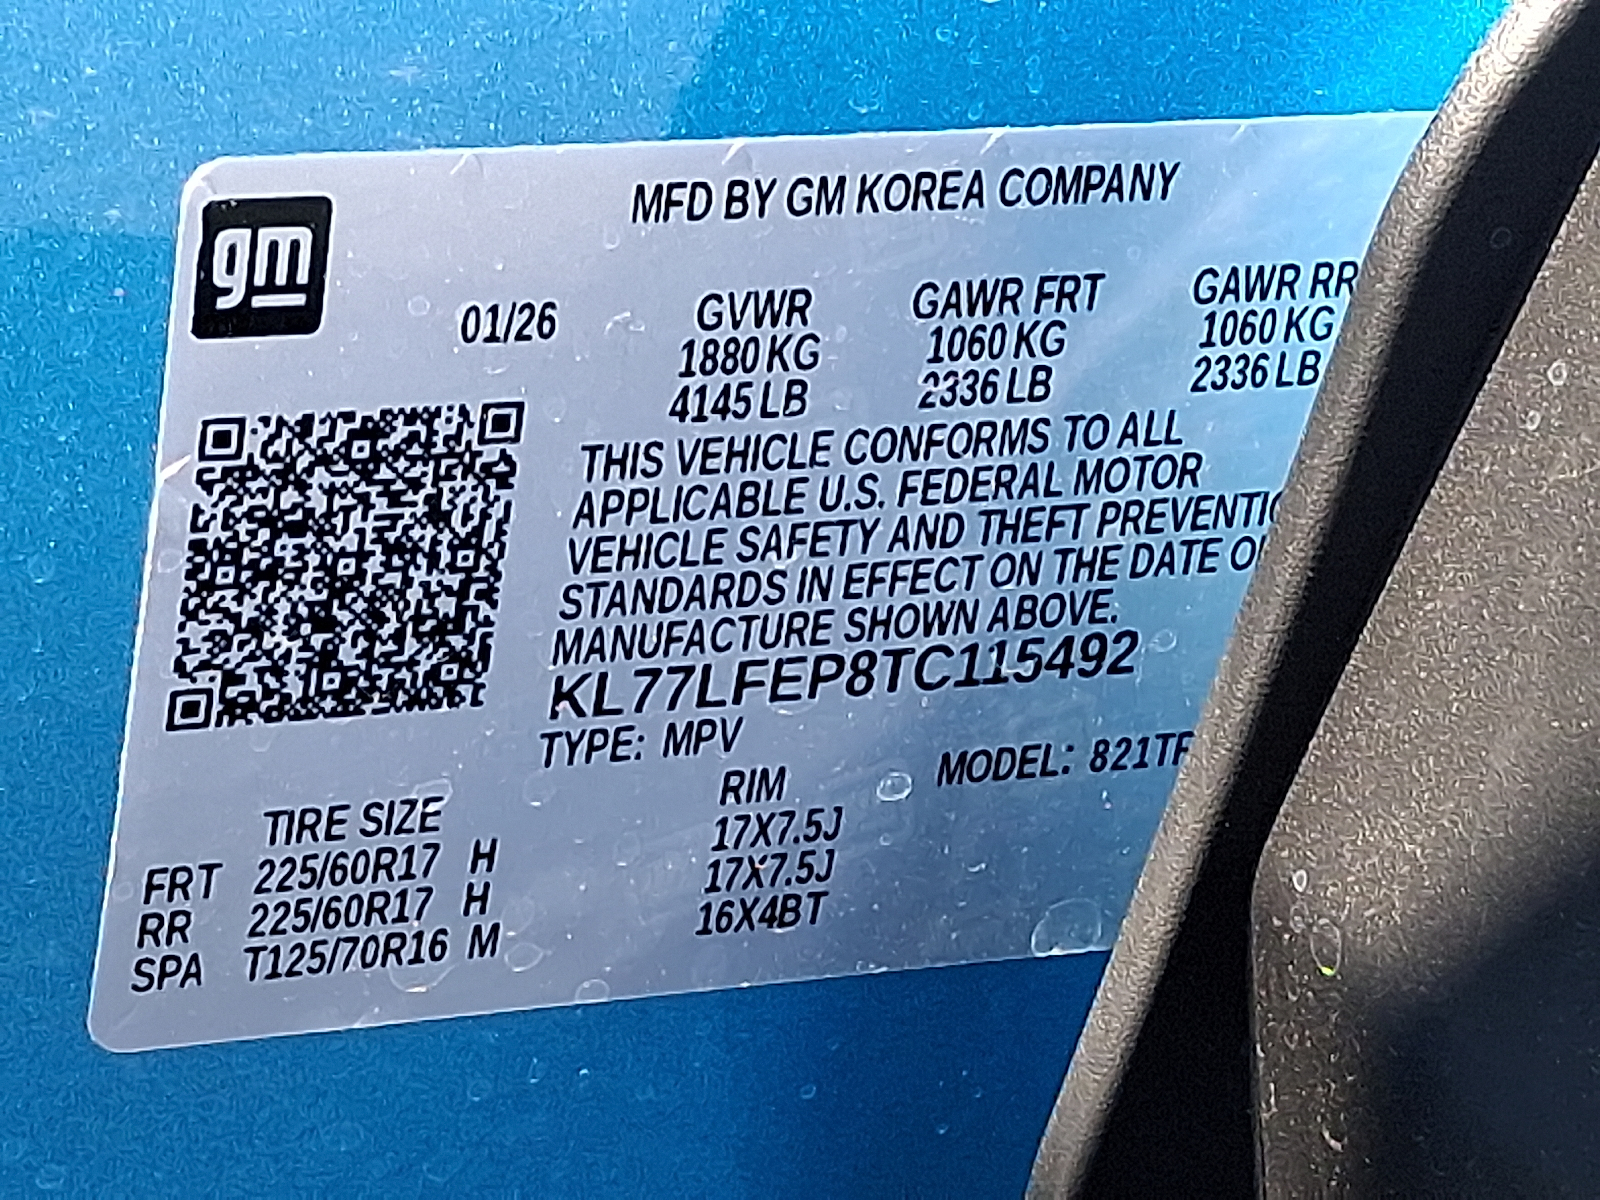 gm
MFD BY GM KOREA COMPANY
01/26
GVWR GAWR FRT GAWR RR
1880 KG 1060 KG 1060 KG
4145 LB 2336 LB 2336 LB
THIS VEHICLE CONFORMS TO ALL
APPLICABLE U.S. FEDERAL MOTOR
VEHICLE SAFETY AND THEFT
STANDARDS IN EFFECT ON THE DATE
MANUFACTURE SHOWN ABOVE.
KL77LFEP8TC115492
TYPE: MPV MODEL:
TIRE SIZE RIM
FRT 225/60R17 H 17X7.5J
RR 225/60R17 H 17X7.5J
SPA T125/70R16 M 16X4BT